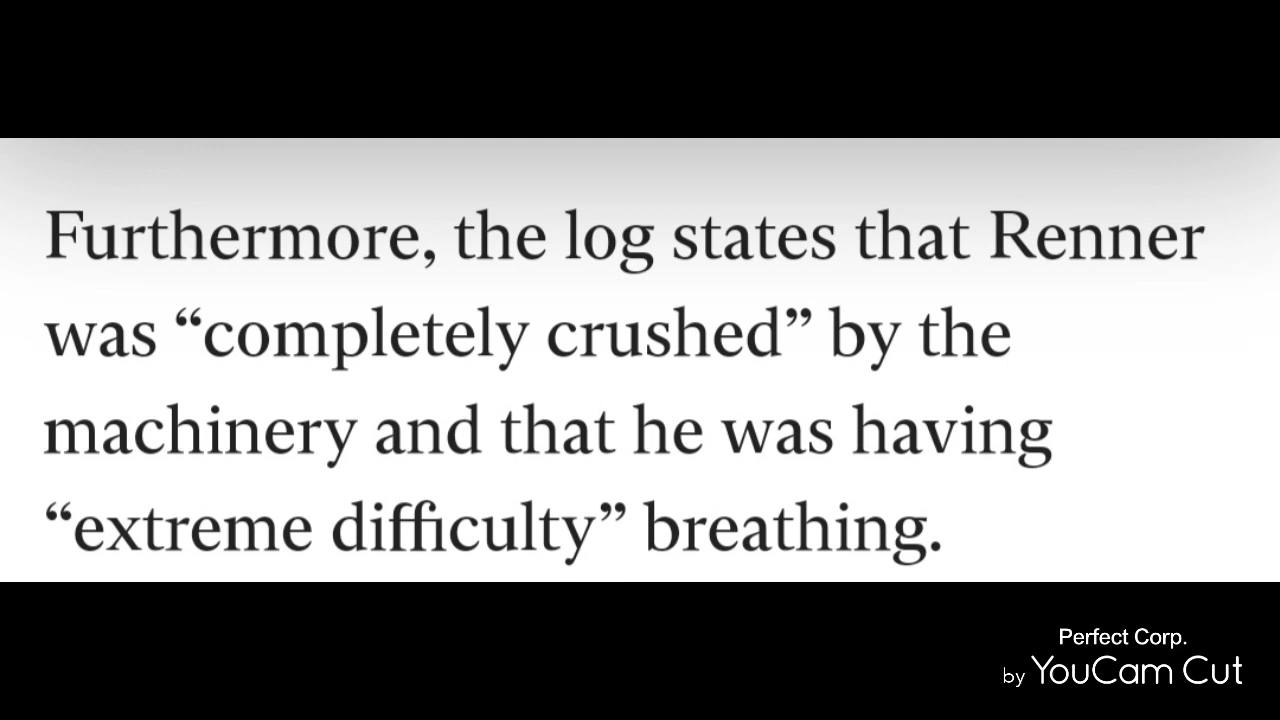 Furthermore, the log states that Renner
was “completely crushed” by the
machinery and that he was having
“extreme difficulty” breathing.
Perfect Corp.
by YouCam Cut